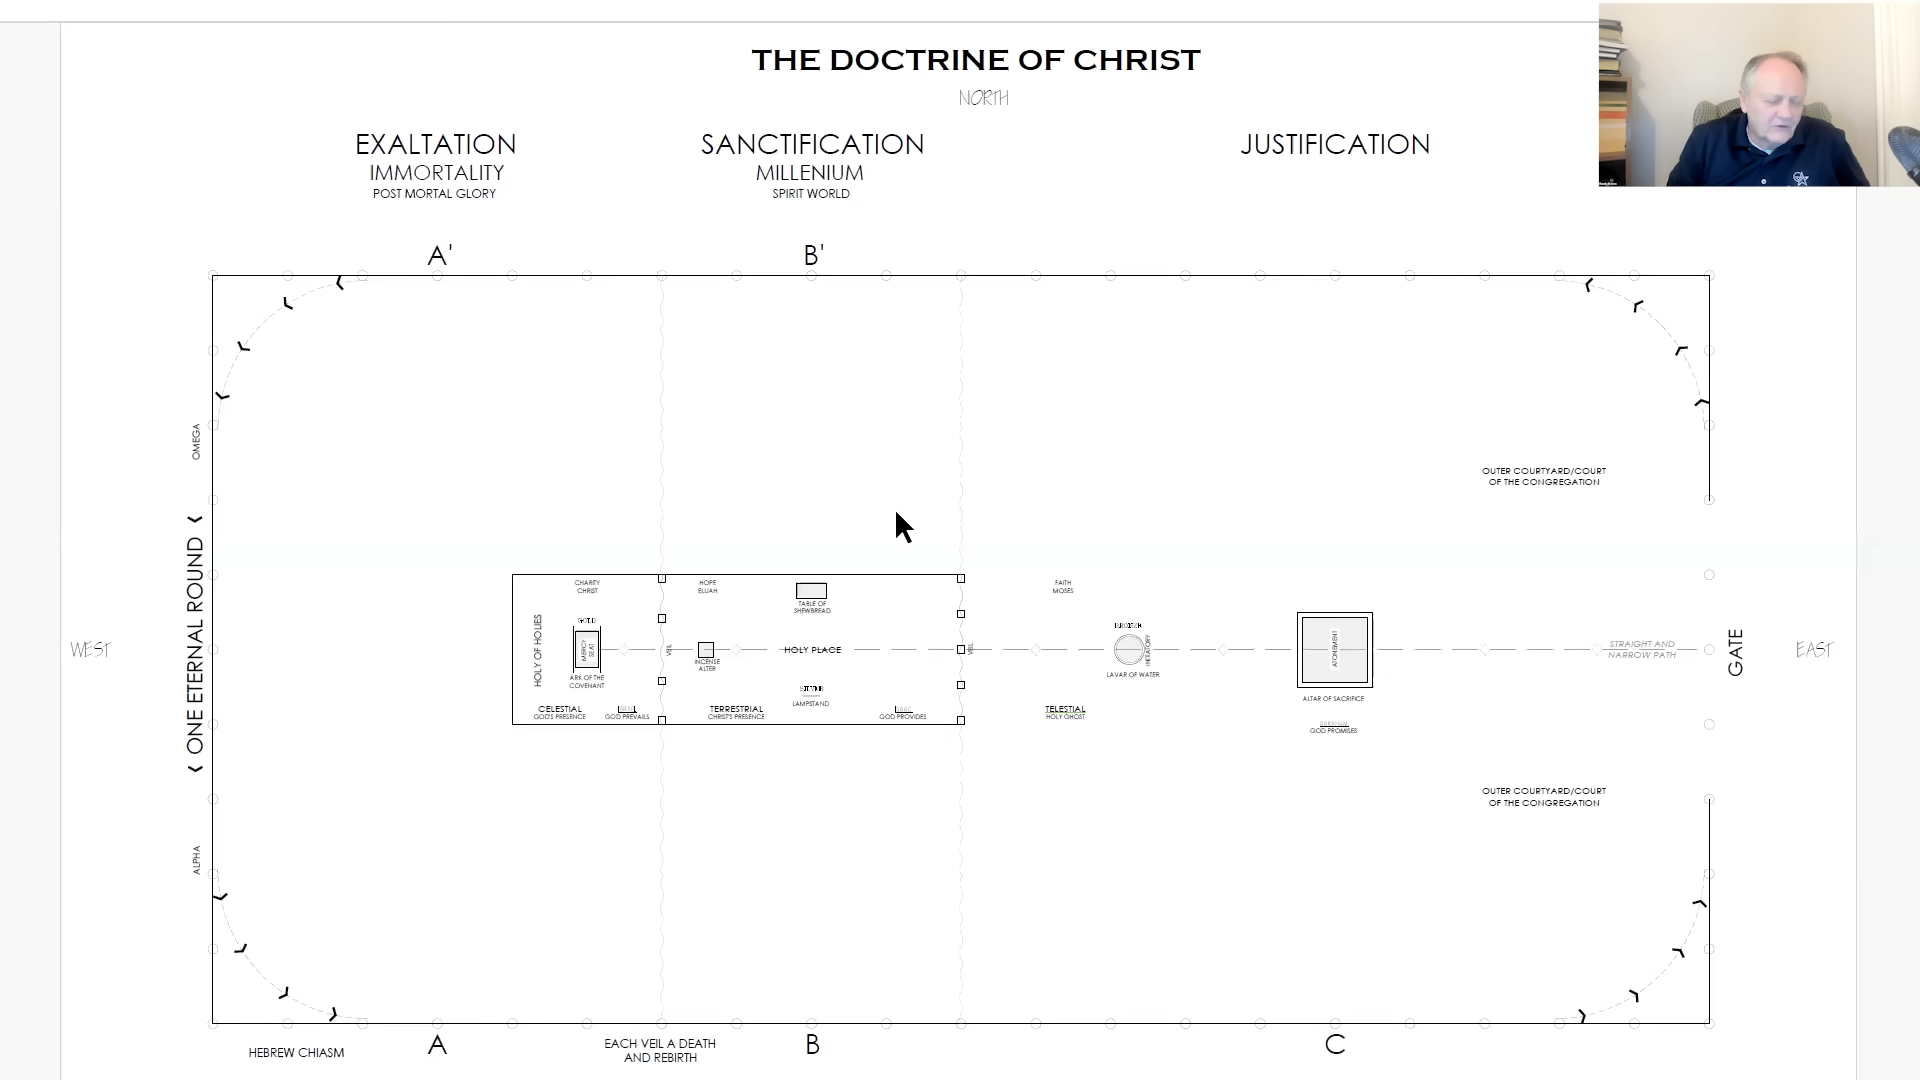 THE DOCTRINE OF CHRIST
NORTH
EXALTATION
IMMORTALITY
POST MORTAL GLORY
SANCTIFICATION
MILLENIUM
SPIRIT WORLD
JUSTIFICATION
A'
B'
OMEGA
ONE ETERNAL ROUND
ALPHA
WEST
OUTER COURTYARD/COURT
OF THE CONGREGATION
CHARITY
CHRIST
HOPE
ELIJAH
TABLE OF
SHEWBREAD
FAITH
MOSES
HOLY OF HOLIES
GOLD
MERCY
SEAT
ARK OF THE
COVENANT
VEIL
INCENSE
ALTER
HOLY PLACE
VEIL
LAMPSTAND
BRONZE
INITIATORY
LAVAR OF WATER
ATONEMENT
ALTAR OF SACRIFICE
STRAIGHT AND
NARROW PATH
GATE
EAST
CELESTIAL
GOD'S PRESENCE
GOD PREVAILS
TERRESTRIAL
CHRIST'S PRESENCE
GOD PROVIDES
TELESTIAL
HOLY GHOST
ABRAHAM
GOD PROMISES
OUTER COURTYARD/COURT
OF THE CONGREGATION
HEBREW CHIASM
A
EACH VEIL A DEATH
AND REBIRTH
B
C